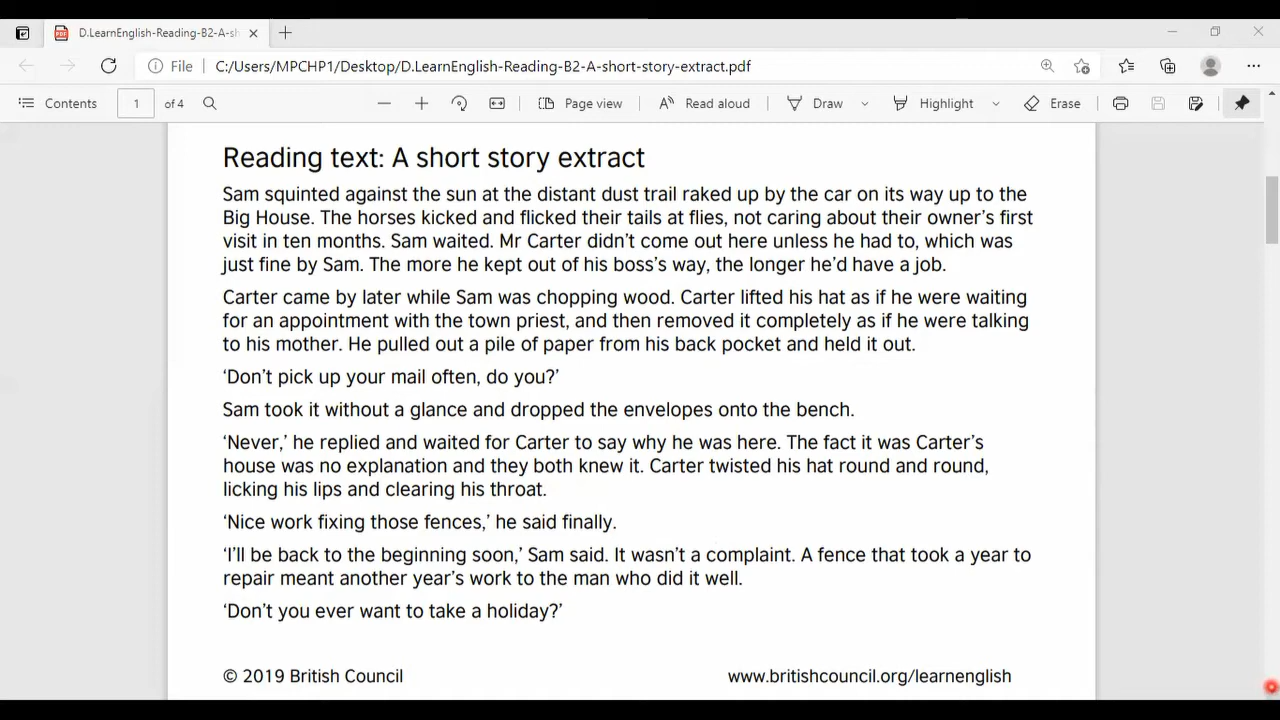 D.LearnEnglish-Reading-B2-A-sh
File
C:/Users/MPCHP1/Desktop/D.LearnEnglish-Reading-B2-A-short-story-extract.pdf
Contents 1 of 4 Page view Read aloud Draw Highlight Erase
Reading text: A short story extract
Sam squinted against the sun at the distant dust trail raked up by the car on its way up to the
Big House. The horses kicked and flicked their tails at flies, not caring about their owner's first
visit in ten months. Sam waited. Mr Carter didn't come out here unless he had to, which was
just fine by Sam. The more he kept out of his boss's way, the longer he'd have a job.
Carter came by later while Sam was chopping wood. Carter lifted his hat as if he were waiting
for an appointment with the town priest, and then removed it completely as if he were talking
to his mother. He pulled out a pile of paper from his back pocket and held it out.
'Don't pick up your mail often, do you?'
Sam took it without a glance and dropped the envelopes onto the bench.
'Never,' he replied and waited for Carter to say why he was here. The fact it was Carter's
house was no explanation and they both knew it. Carter twisted his hat round and round,
licking his lips and clearing his throat.
'Nice work fixing those fences,' he said finally.
'I'll be back to the beginning soon,' Sam said. It wasn't a complaint. A fence that took a year to
repair meant another year's work to the man who did it well.
'Don't you ever want to take a holiday?'
© 2019 British Council www.britishcouncil.org/learnenglish